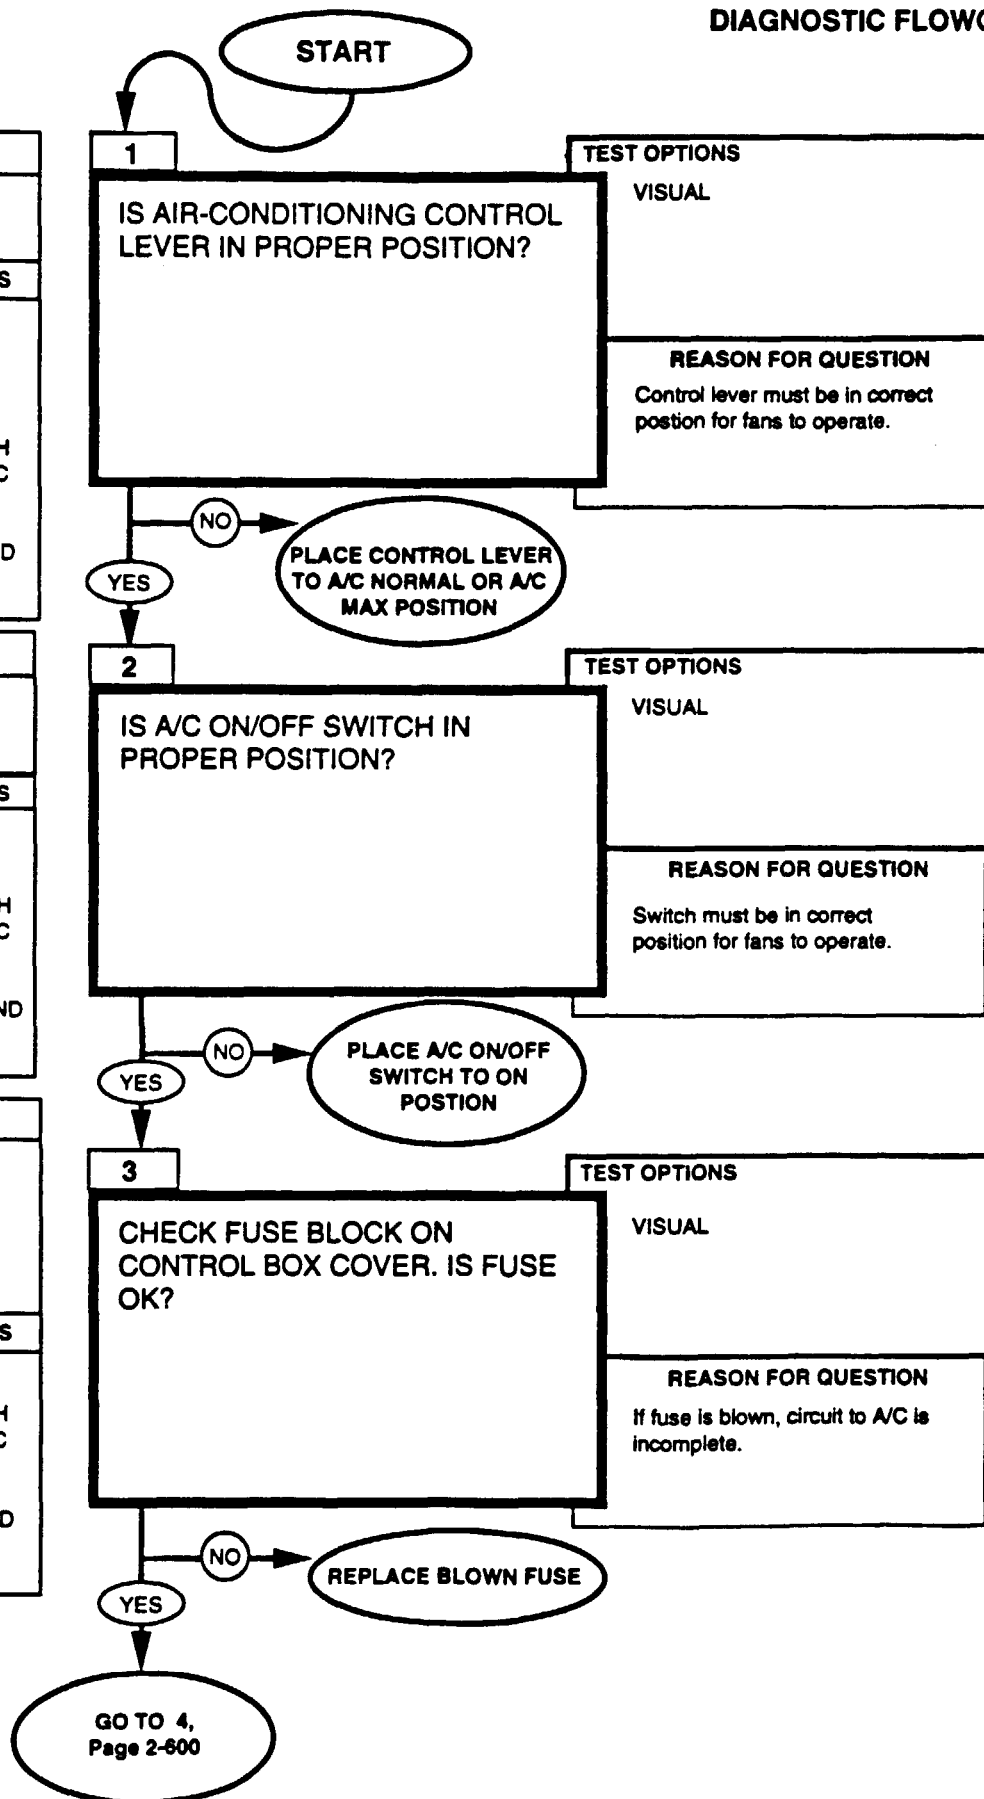 DIAGNOSTIC
START
1
IS AIR-CONDITIONING CONTROL
LEVER IN PROPER POSITION?
TEST OPTIONS
VISUAL
REASON FOR QUESTION
Control lever must be in correct
postion for fans to operate.
NO
PLACE CONTROL LEVER
TO A/C NORMAL OR A/C
MAX POSITION
YES
2
IS A/C ON/OFF SWITCH IN
PROPER POSITION?
TEST OPTIONS
VISUAL
REASON FOR QUESTION
Switch must be in correct
position for fans to operate.
NO
PLACE A/C ON/OFF
SWITCH TO ON
POSTION
YES
3
CHECK FUSE BLOCK ON
CONTROL BOX COVER. IS FUSE
OK?
TEST OPTIONS
VISUAL
REASON FOR QUESTION
If fuse is blown, circuit to A/C is
incomplete.
NO
REPLACE BLOWN FUSE
YES
GO TO 4,
Page 2-600